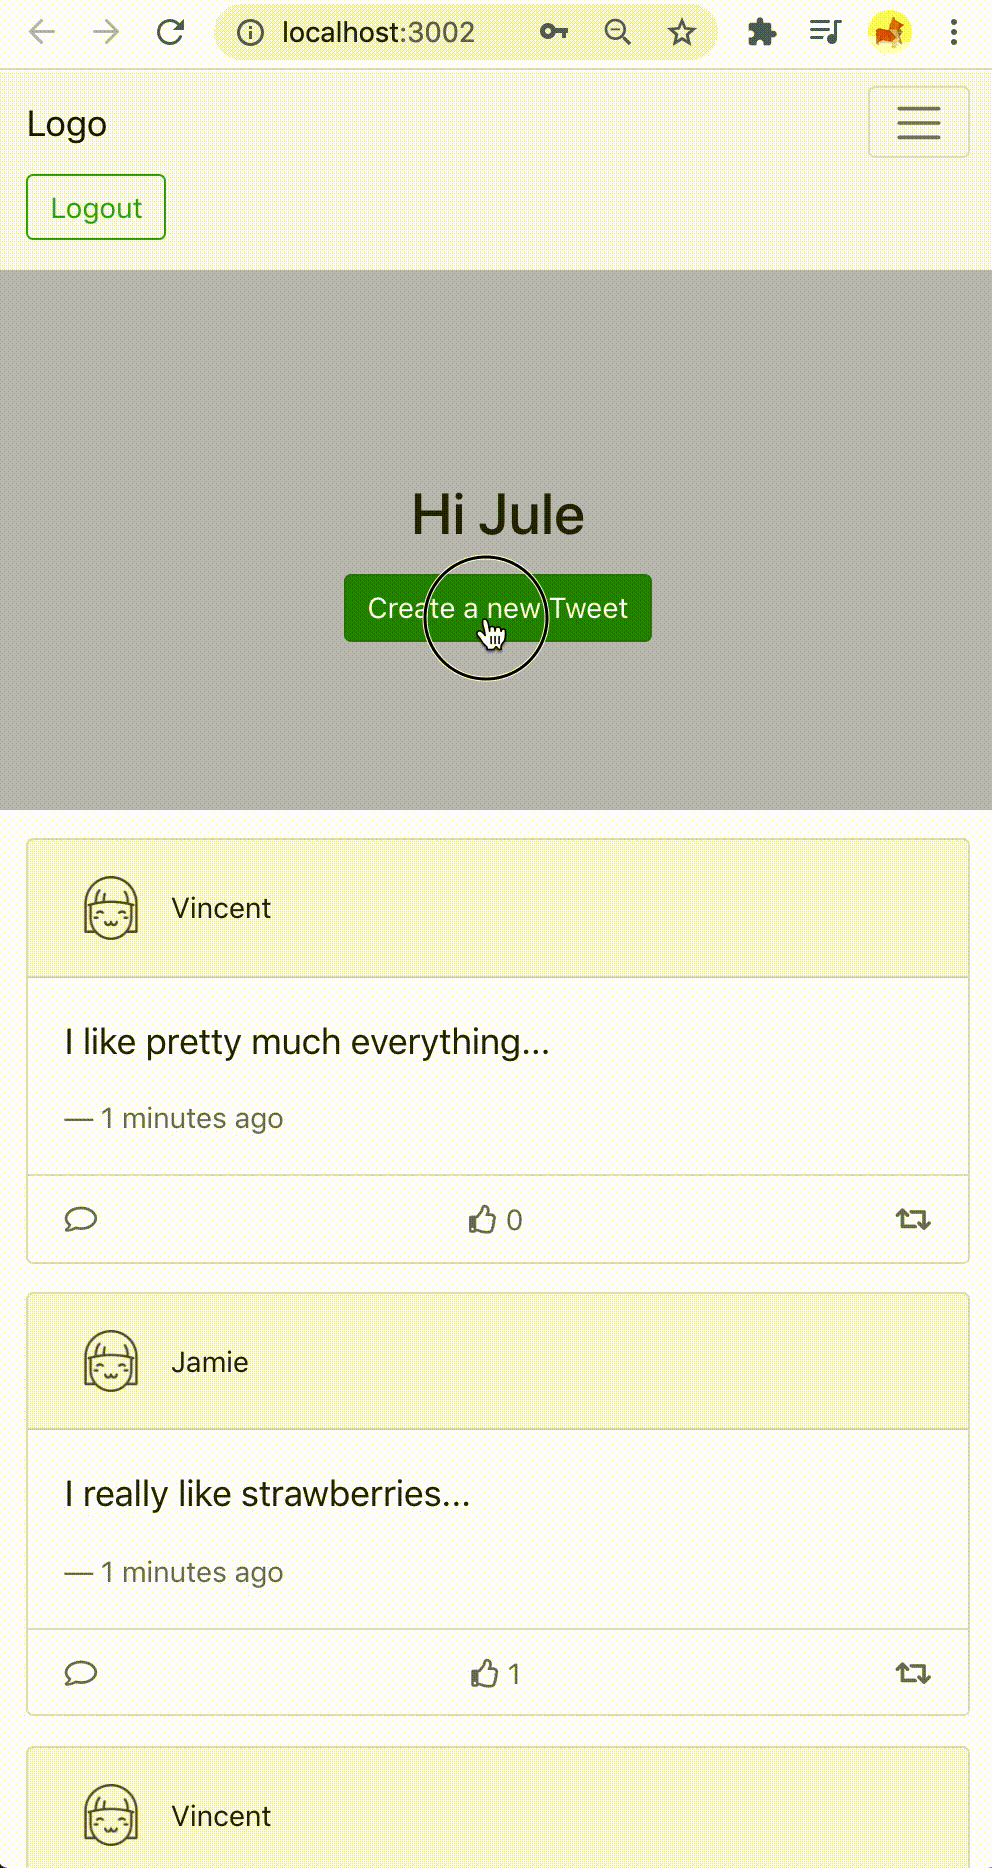 localhost:3002
Logo
Logout
Hi Jule
Create a new Tweet
Vincent
I like pretty much everything...
— 1 minutes ago
0
Jamie
I really like strawberries...
— 1 minutes ago
1
Vincent